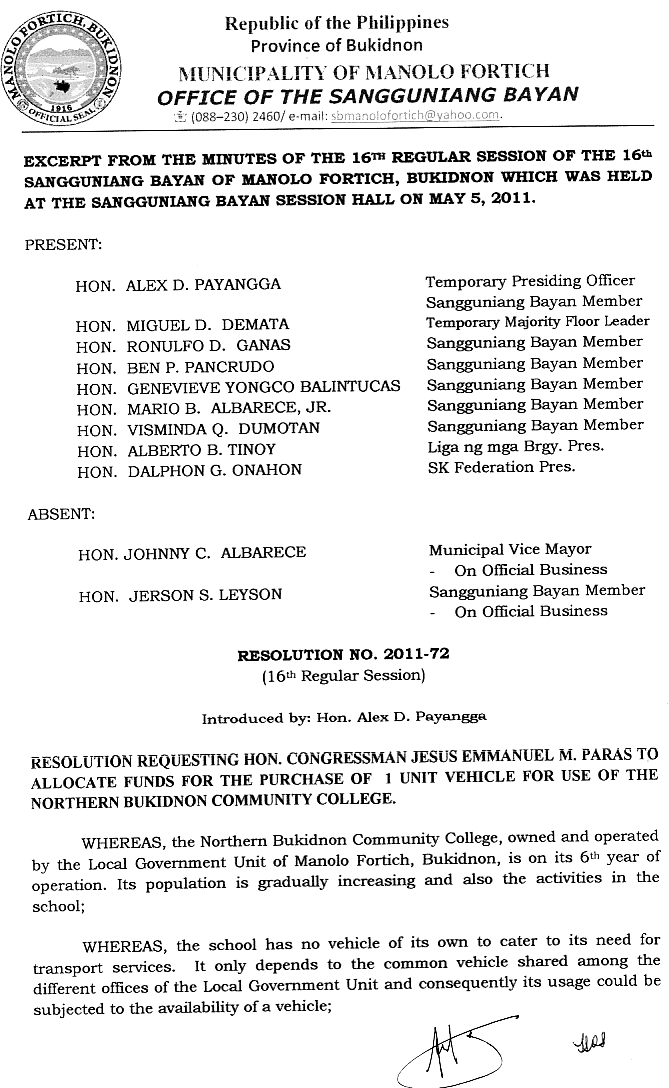 Republic of the Philippines
Province of Bukidnon
MUNICIPALITY OF MANOLO FORTICH
OFFICE OF THE SANGGUNIANG BAYAN
(088–230) 2460/ e-mail: sbmanolofortich@yahoo.com.
MANOLO FORTICH, BUKIDNON
1916
OFFICIAL SEAL
EXCERPT FROM THE MINUTES OF THE 16TH REGULAR SESSION OF THE 16th
SANGGUNIANG BAYAN OF MANOLO FORTICH, BUKIDNON WHICH WAS HELD
AT THE SANGGUNIANG BAYAN SESSION HALL ON MAY 5, 2011.
PRESENT:
HON. ALEX D. PAYANGGA Temporary Presiding Officer
Sangguniang Bayan Member
HON. MIGUEL D. DEMATA Temporary Majority Floor Leader
HON. RONULFO D. GANAS Sangguniang Bayan Member
HON. BEN P. PANCRUDO Sangguniang Bayan Member
HON. GENEVIEVE YONGCO BALINTUCAS Sangguniang Bayan Member
HON. MARIO B. ALBARECE, JR. Sangguniang Bayan Member
HON. VISMINDA Q. DUMOTAN Sangguniang Bayan Member
HON. ALBERTO B. TINOY Liga ng mga Brgy. Pres.
HON. DALPHON G. ONAHON SK Federation Pres.
ABSENT:
HON. JOHNNY C. ALBARECE Municipal Vice Mayor
- On Official Business
HON. JERSON S. LEYSON Sangguniang Bayan Member
- On Official Business
RESOLUTION NO. 2011-72
(16th Regular Session)
Introduced by: Hon. Alex D. Payangga
RESOLUTION REQUESTING HON. CONGRESSMAN JESUS EMMANUEL M. PARAS TO
ALLOCATE FUNDS FOR THE PURCHASE OF 1 UNIT VEHICLE FOR USE OF THE
NORTHERN BUKIDNON COMMUNITY COLLEGE.
WHEREAS, the Northern Bukidnon Community College, owned and operated
by the Local Government Unit of Manolo Fortich, Bukidnon, is on its 6th year of
operation. Its population is gradually increasing and also the activities in the
school;
WHEREAS, the school has no vehicle of its own to cater to its need for
transport services. It only depends to the common vehicle shared among the
different offices of the Local Government Unit and consequently its usage could be
subjected to the availability of a vehicle;